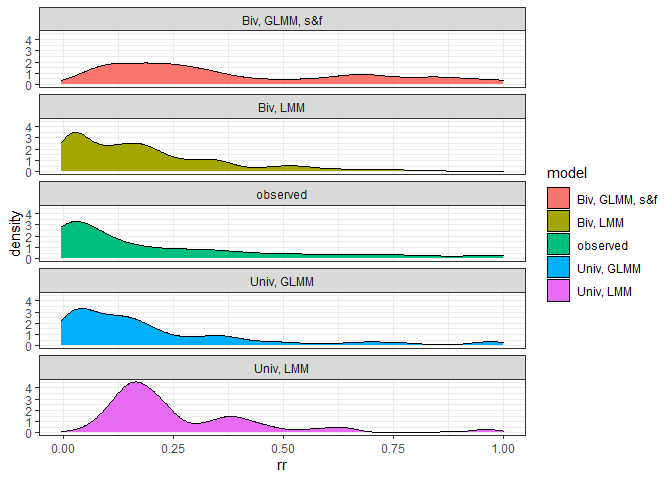 Biv, GLMM, s&f
4
3
2
1
0
Biv, LMM
4
3
2
1
0
observed
4
3
2
1
0
Univ, GLMM
4
3
2
1
0
Univ, LMM
4
3
2
1
0
0.00 0.25 0.50 0.75 1.00
rr
density
model
Biv, GLMM, s&f
Biv, LMM
observed
Univ, GLMM
Univ, LMM